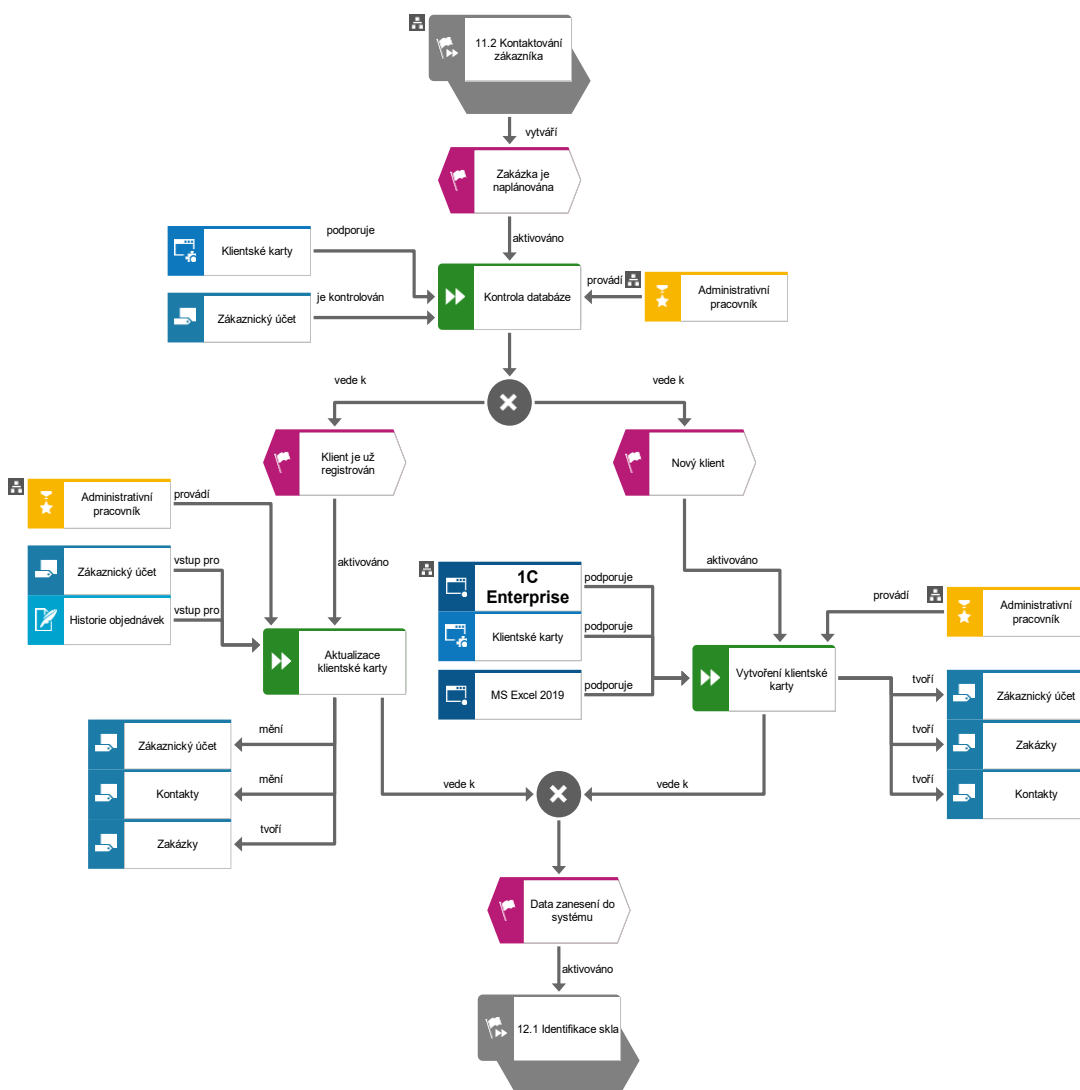 11.2 Kontaktování
zákazníka
vytváří
Zakázka je
naplánována
aktivováno
podporuje
Klientské karty
je kontrolován
Zákaznický účet
Kontrola databáze
provádí
Administrativní
pracovník
vede k
vede k
Klient je už
registrován
Nový klient
Administrativní
pracovník
provádí
aktivováno
aktivováno
Zákaznický účet
vstup pro
Historie objednávek
vstup pro
1C
Enterprise
podporuje
Klientské karty
podporuje
MS Excel 2019
podporuje
provádí
Administrativní
pracovník
Aktualizace
klientské karty
Vytvoření klientské
karty
tvoří
Zákaznický účet
tvoří
Zakázky
tvoří
Kontakty
Zákaznický účet
mění
Kontakty
mění
Zakázky
tvoří
vede k
vede k
Data zanesení do
systému
aktivováno
12.1 Identifikace skla